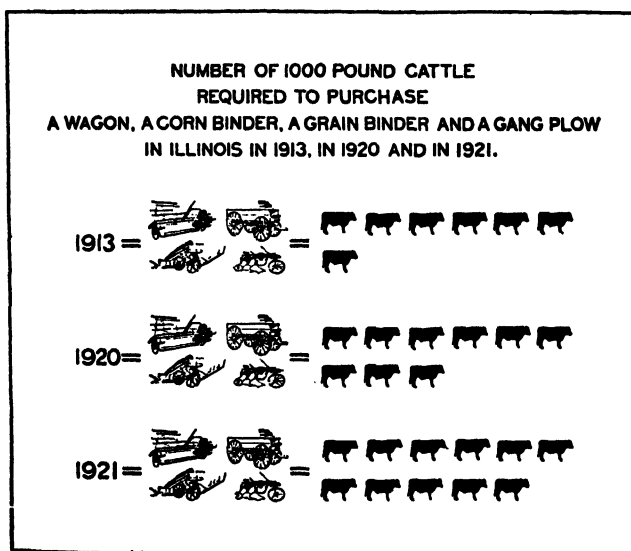 NUMBER OF 1000 POUND CATTLE
REQUIRED TO PURCHASE
A WAGON, A CORN BINDER, A GRAIN BINDER AND A GANG PLOW
IN ILLINOIS IN 1913, IN 1920 AND IN 1921.
1913 = =
1920 = =
1921 = =